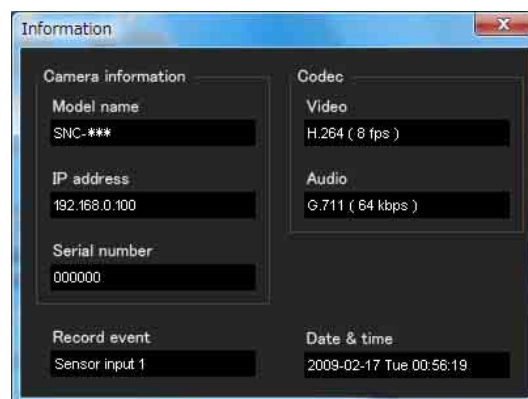 Information
Camera information
Model name
SNC-***
IP address
192.168.0.100
Serial number
000000
Codec
Video
H.264 ( 8 fps )
Audio
G.711 ( 64 kbps )
Record event
Sensor input 1
Date & time
2009-02-17 Tue 00:56:19